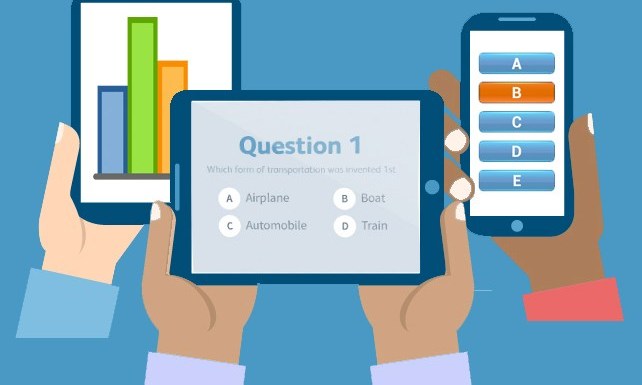 Question 1
Which form of transportation was invented 1st
A Airplane
B Boat
C Automobile
D Train
A
B
C
D
E